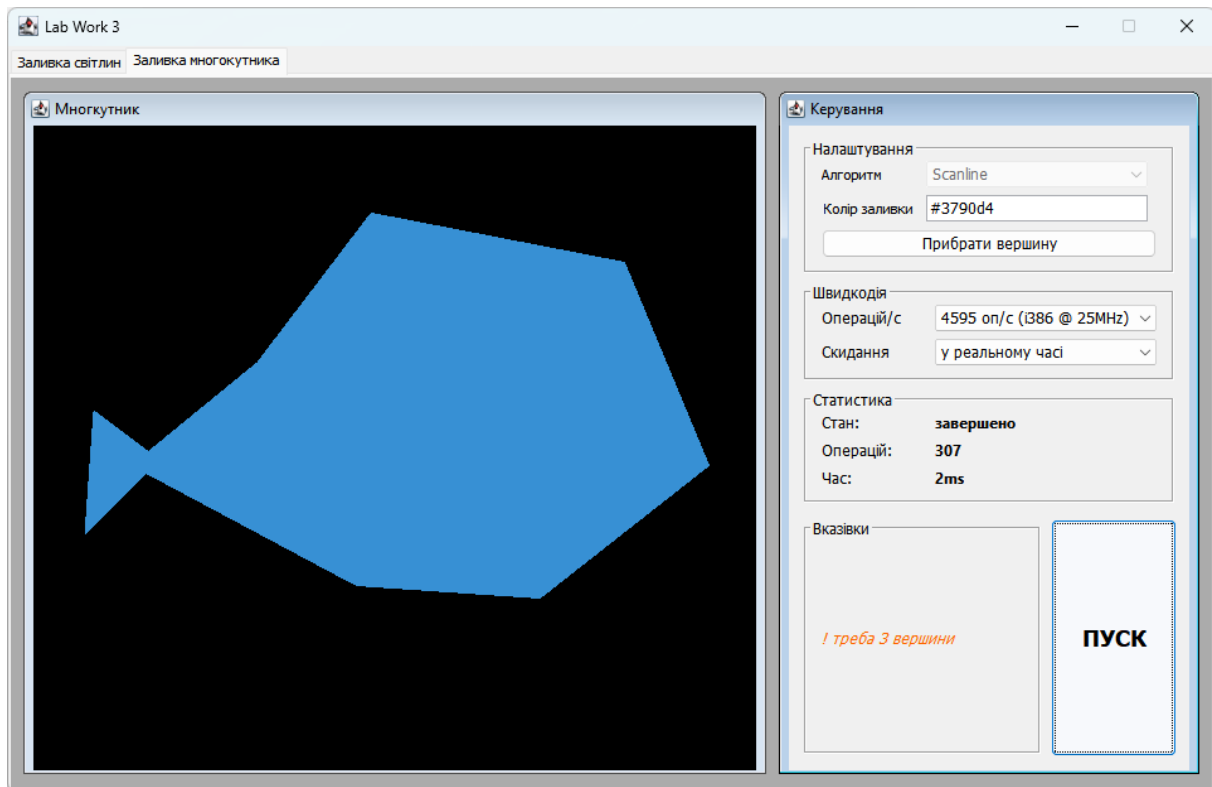 Lab Work 3
Заливка світлин Заливка многокутника
Многкутник
Керування
Налаштування
Алгоритм Scanline
Колір заливки #3790d4
Прибрати вершину
Швидкодія
Операцій/с 4595 оп/с (i386 @ 25MHz)
Скидання у реальному часі
Статистика
Стан: завершено
Операцій: 307
Час: 2ms
Вказівки
! треба 3 вершини
ПУСК